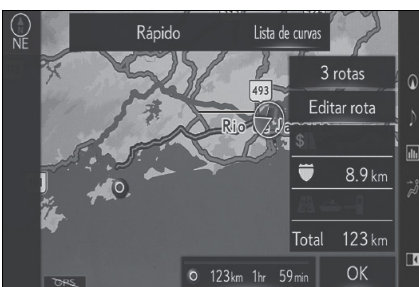 NE
Rápido
Lista de curvas
3 rotas
493
Editar rota
Rio
$
8.9 km
Total 123 km
GPS
123km 1hr 59min
OK